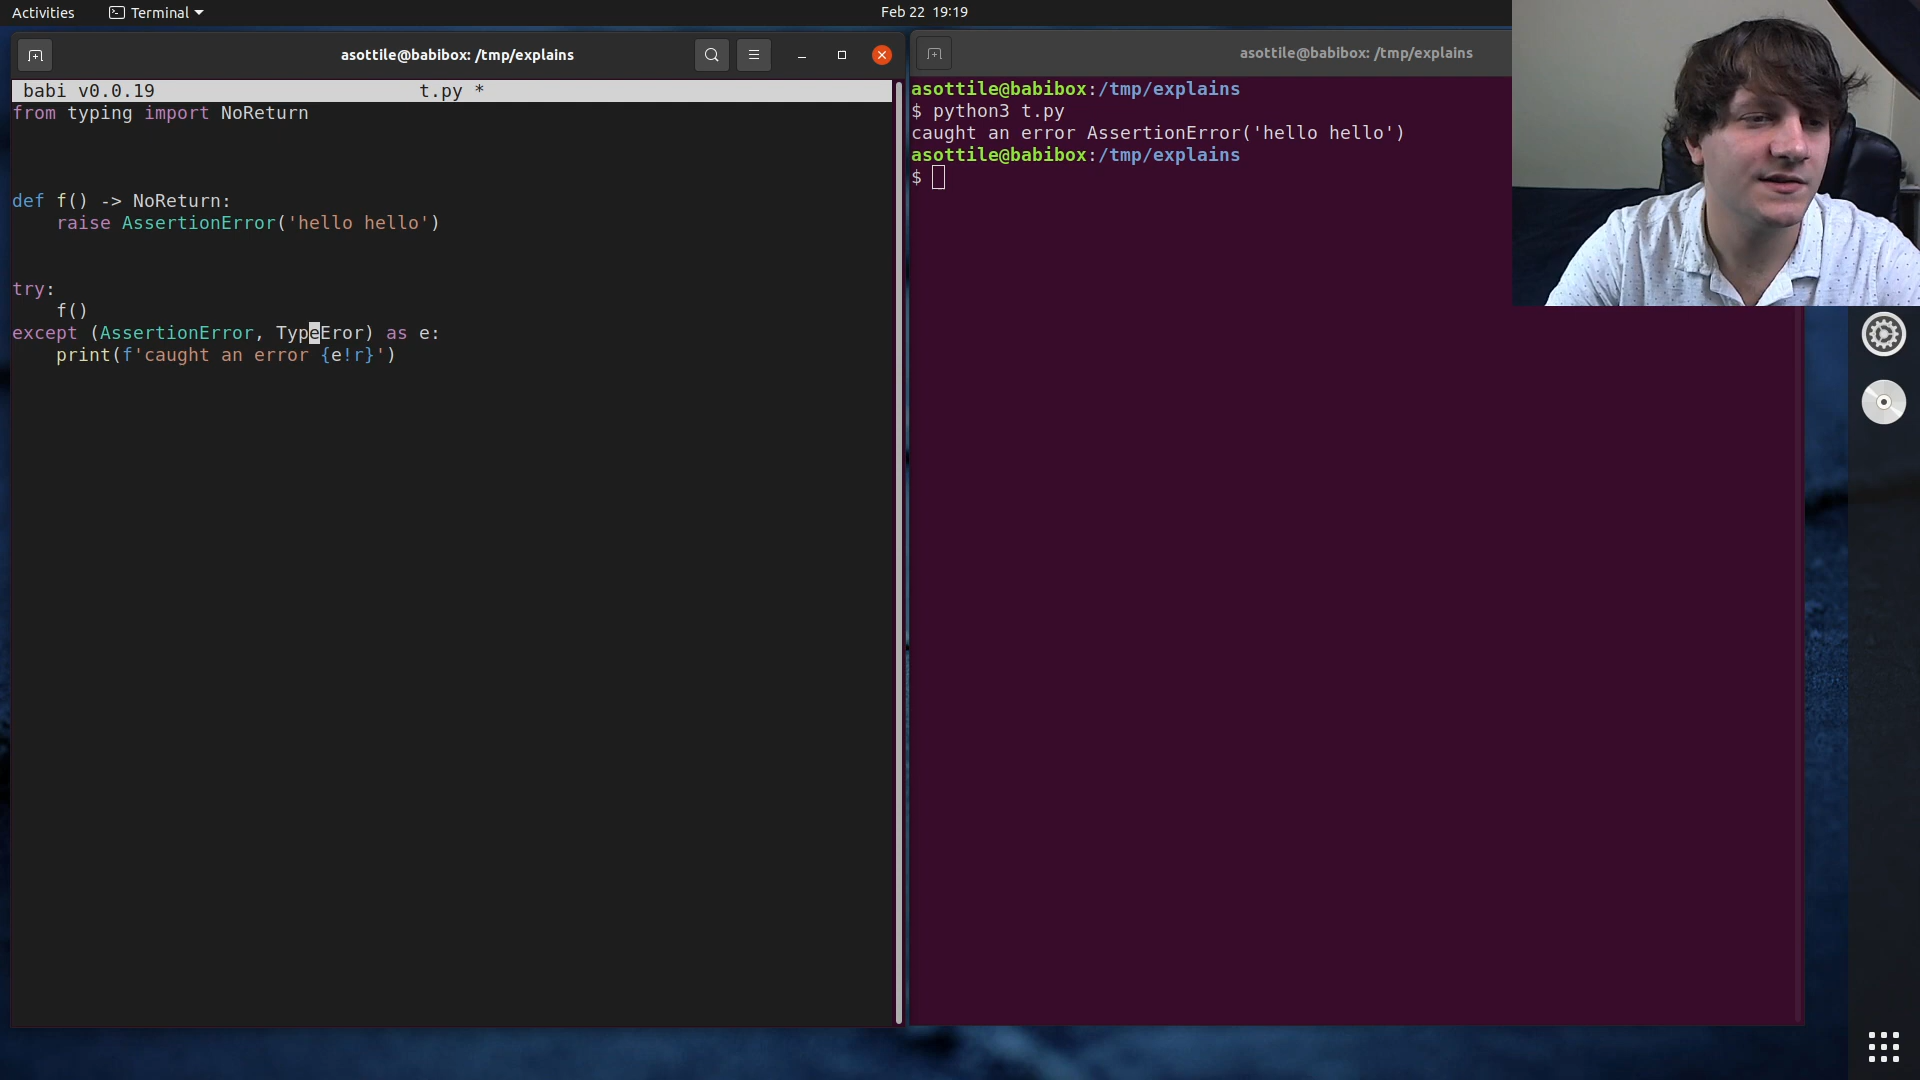 Activities
Terminal
Feb 22 19:19
asottile@babibox: /tmp/explains
babi v0.0.19 t.py *
from typing import NoReturn
def f() -> NoReturn:
    raise AssertionError('hello hello')
try:
    f()
except (AssertionError, TypeEror) as e:
    print(f'caught an error {e!r}')
asottile@babibox: /tmp/explains
asottile@babibox:/tmp/explains
$ python3 t.py
caught an error AssertionError('hello hello')
asottile@babibox:/tmp/explains
$